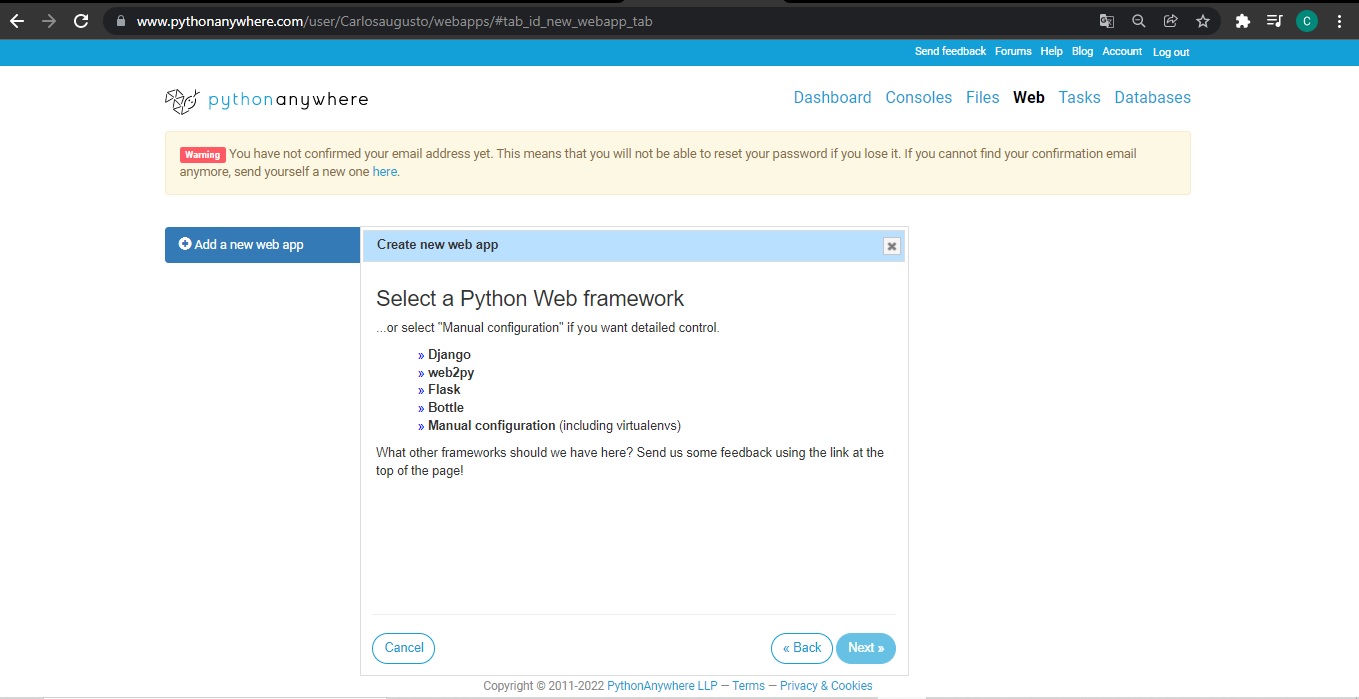 www.pythonanywhere.com/user/Carlosaugusto/webapps/#tab_id_new_webapp_tab
C
Send feedback Forums Help Blog Account Log out
pythonanywhere
Dashboard Consoles Files Web Tasks Databases
Warning You have not confirmed your email address yet. This means that you will not be able to reset your password if you lose it. If you cannot find your confirmation email
anymore, send yourself a new one here.
Add a new web app
Create new web app
Select a Python Web framework
...or select "Manual configuration" if you want detailed control.
» Django
» web2py
» Flask
» Bottle
» Manual configuration (including virtualenvs)
What other frameworks should we have here? Send us some feedback using the link at the
top of the page!
Cancel
« Back
Next »
Copyright © 2011-2022 PythonAnywhere LLP — Terms — Privacy & Cookies